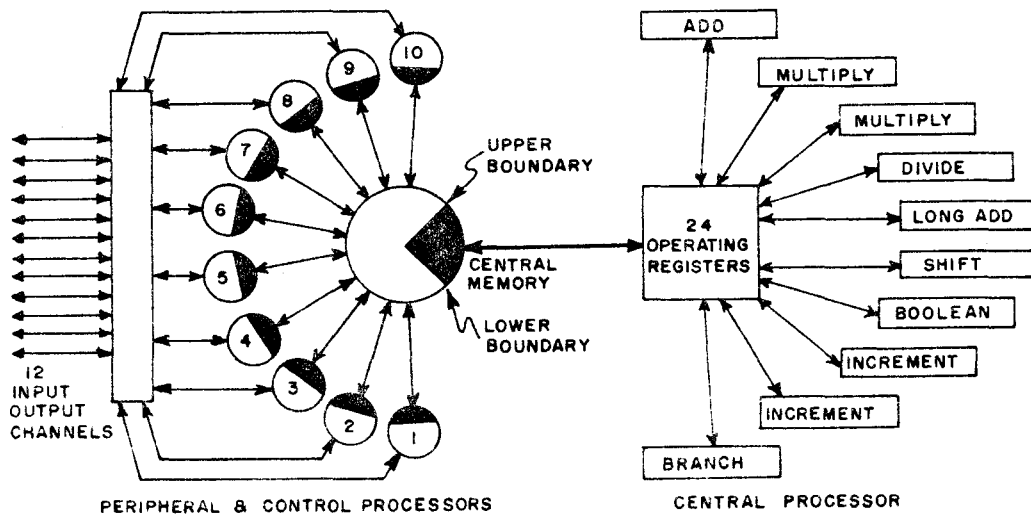 10
9
8
7
6
5
4
3
2
1
12
INPUT
OUTPUT
CHANNELS
UPPER
BOUNDARY
CENTRAL
MEMORY
LOWER
BOUNDARY
PERIPHERAL & CONTROL PROCESSORS
24
OPERATING
REGISTERS
ADD
MULTIPLY
MULTIPLY
DIVIDE
LONG ADD
SHIFT
BOOLEAN
INCREMENT
INCREMENT
BRANCH
CENTRAL PROCESSOR